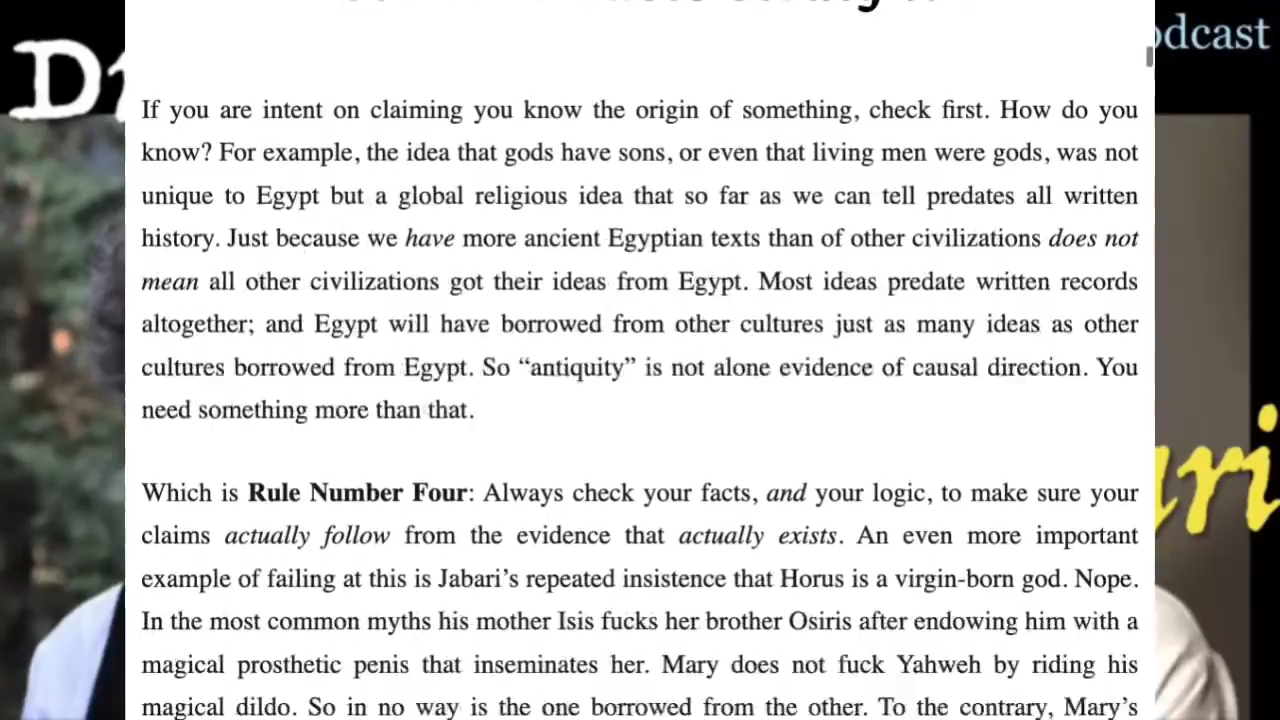 Di
odcast
If you are intent on claiming you know the origin of something, check first. How do you
know? For example, the idea that gods have sons, or even that living men were gods, was not
unique to Egypt but a global religious idea that so far as we can tell predates all written
history. Just because we have more ancient Egyptian texts than of other civilizations does not
mean all other civilizations got their ideas from Egypt. Most ideas predate written records
altogether; and Egypt will have borrowed from other cultures just as many ideas as other
cultures borrowed from Egypt. So “antiquity” is not alone evidence of causal direction. You
need something more than that.
Which is Rule Number Four: Always check your facts, and your logic, to make sure your
claims actually follow from the evidence that actually exists. An even more important
example of failing at this is Jabari’s repeated insistence that Horus is a virgin-born god. Nope.
In the most common myths his mother Isis fucks her brother Osiris after endowing him with a
magical prosthetic penis that inseminates her. Mary does not fuck Yahweh by riding his
magical dildo. So in no way is the one borrowed from the other. To the contrary, Mary’s
ri